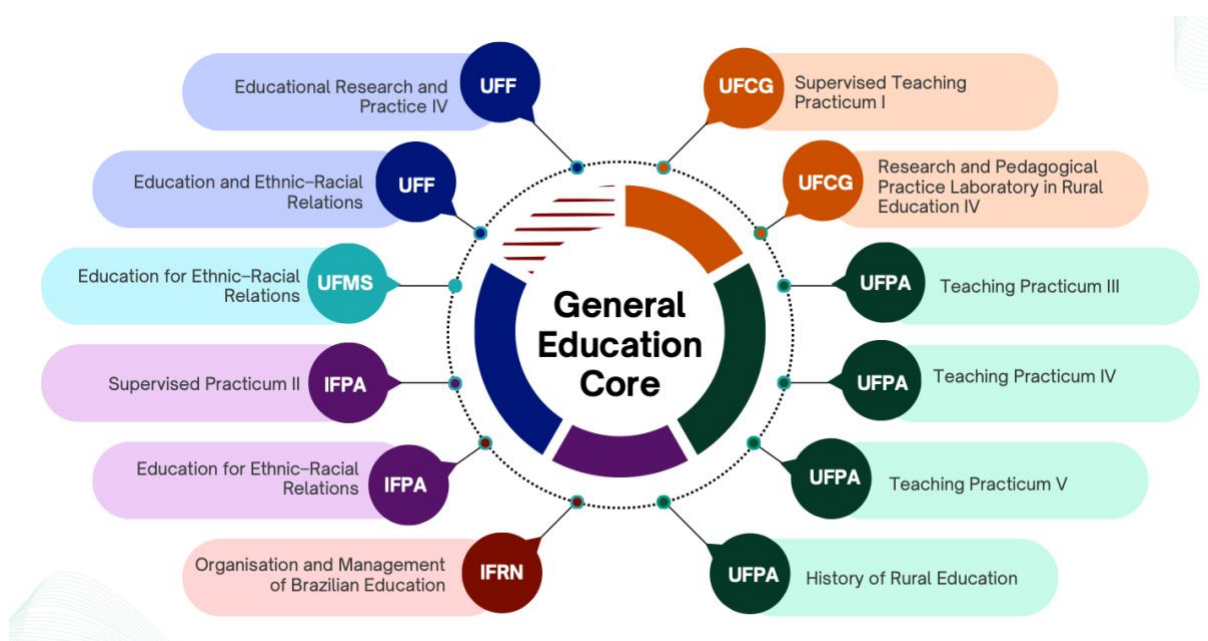 Educational Research and
Practice IV
UFF
Education and Ethnic–Racial
Relations
UFF
Education for Ethnic–Racial
Relations
UFMS
Supervised Practicum II
IFPA
Education for Ethnic–Racial
Relations
IFPA
Organisation and Management
of Brazilian Education
IFRN
General
Education
Core
UFCG
Supervised Teaching
Practicum I
UFCG
Research and Pedagogical
Practice Laboratory in Rural
Education IV
UFPA
Teaching Practicum III
UFPA
Teaching Practicum IV
UFPA
Teaching Practicum V
UFPA
History of Rural Education